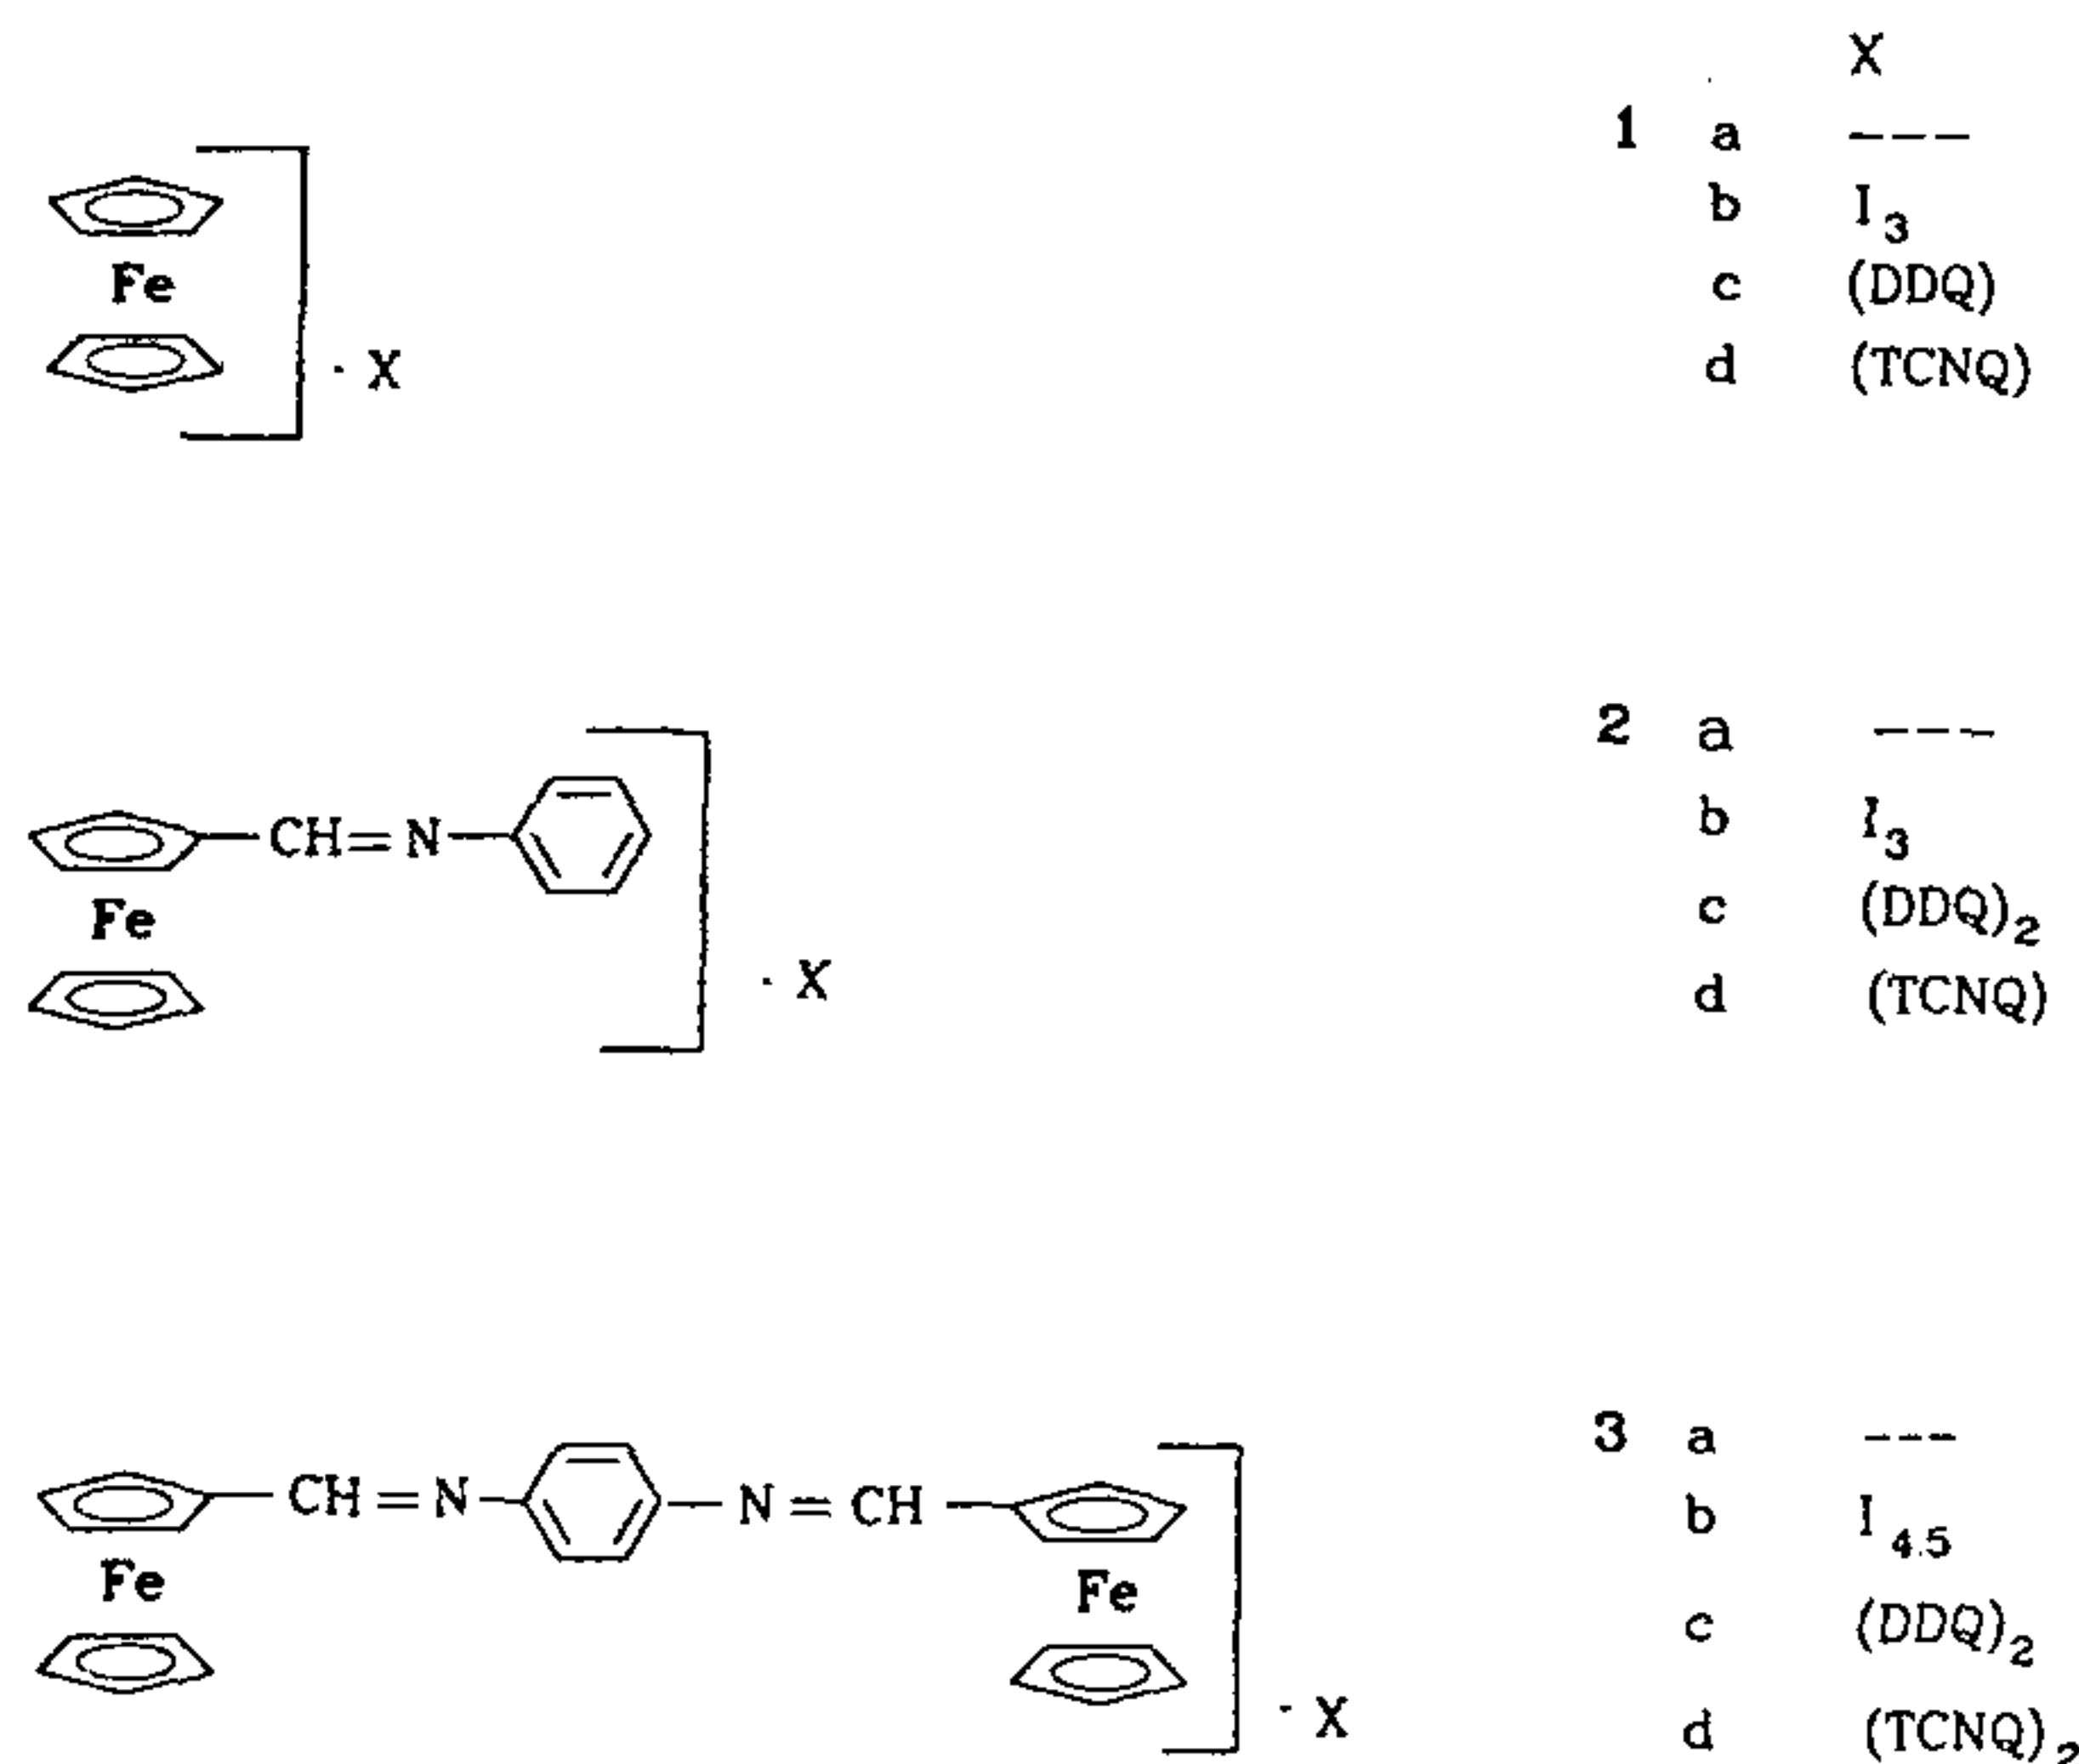 X
1 a ---
b I3
Fe c (DDQ)
· X d (TCNQ)
2 a ---
CH=N b I3
Fe c (DDQ)2
· X d (TCNQ)
3 a ---
CH=N N=CH b I4.5
Fe Fe c (DDQ)2
· X d (TCNQ)2